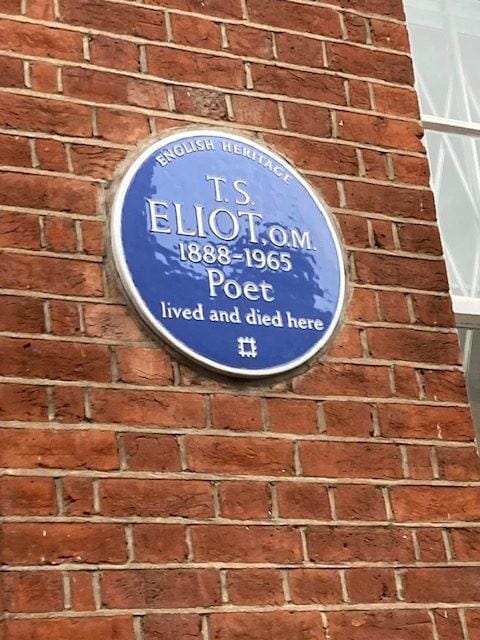 ENGLISH HERITAGE
T.S.
ELIOT, O.M.
1888-1965
Poet
lived and died here